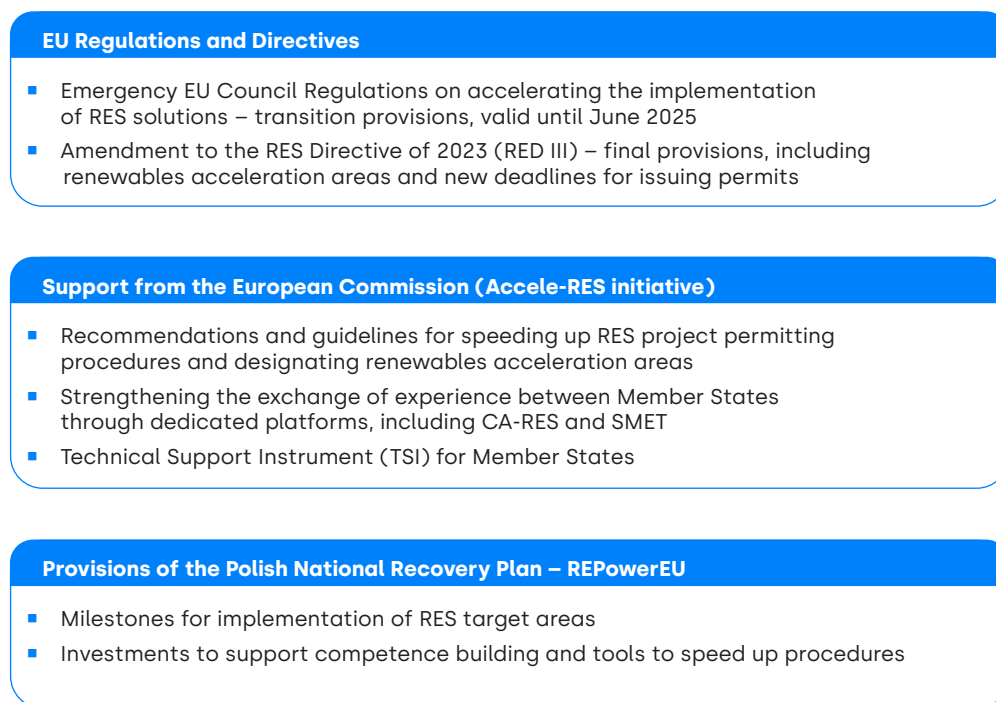 EU Regulations and Directives
▪ Emergency EU Council Regulations on accelerating the implementation
of RES solutions – transition provisions, valid until June 2025
▪ Amendment to the RES Directive of 2023 (RED III) – final provisions, including
renewables acceleration areas and new deadlines for issuing permits
Support from the European Commission (Accele-RES initiative)
▪ Recommendations and guidelines for speeding up RES project permitting
procedures and designating renewables acceleration areas
▪ Strengthening the exchange of experience between Member States
through dedicated platforms, including CA-RES and SMET
▪ Technical Support Instrument (TSI) for Member States
Provisions of the Polish National Recovery Plan – REPowerEU
▪ Milestones for implementation of RES target areas
▪ Investments to support competence building and tools to speed up procedures